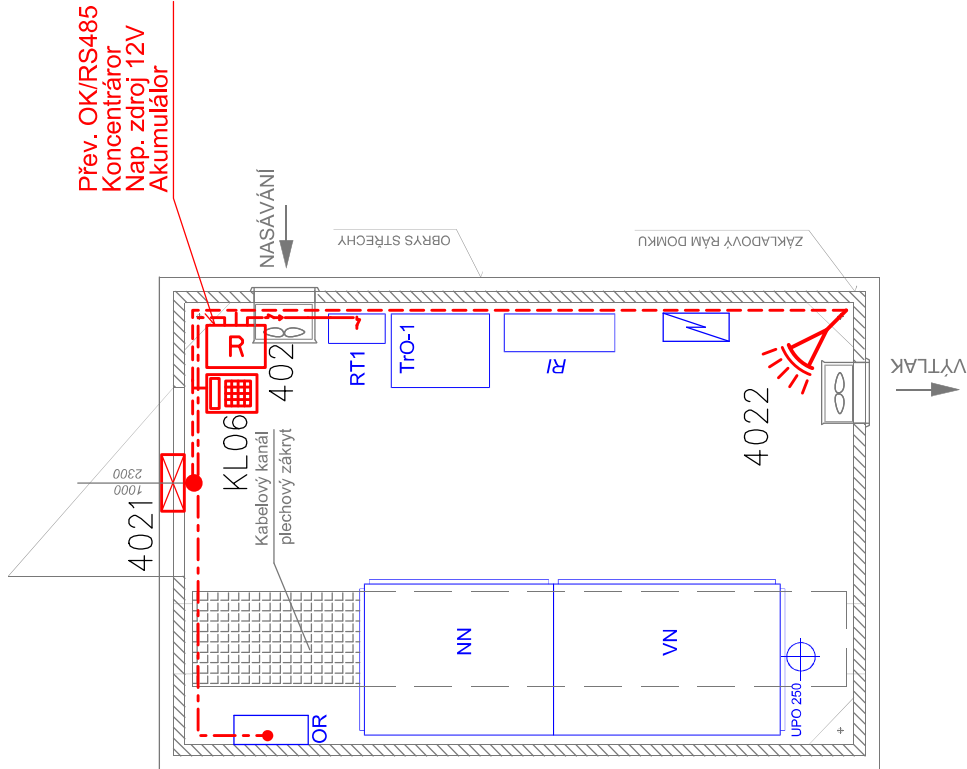 Přev. OK/RS485
Koncentráror
Nap. zdroj 12V
Akumulálor
NASÁVÁNÍ
OBRYS STŘECHY
ZÁKLADOVÝ RÁM DOMKU
R
402
RT1
TrO-1
RI
VÝTLAK
KL06
4022
Kabelový kanál
plechový zákryt
1000
2300
4021
NN
VN
UPO 250
OR